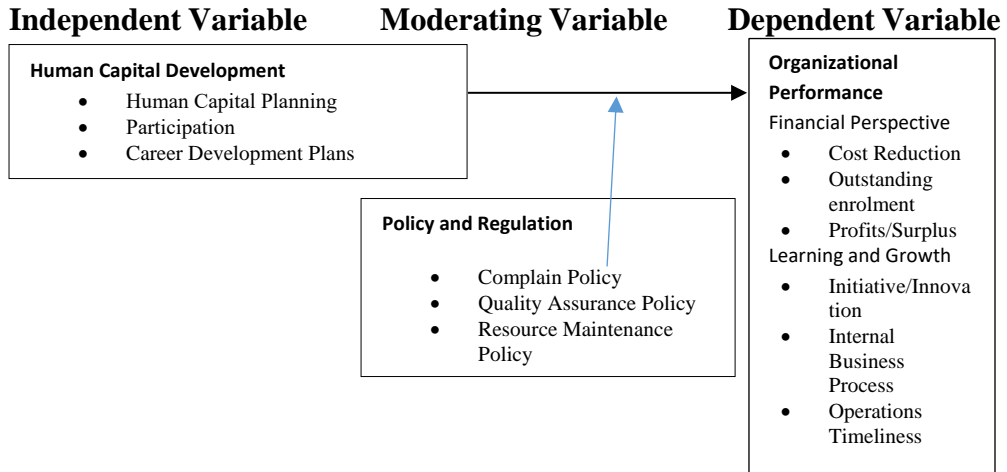 Independent Variable
Moderating Variable
Dependent Variable
Human Capital Development
• Human Capital Planning
• Participation
• Career Development Plans
Policy and Regulation
• Complain Policy
• Quality Assurance Policy
• Resource Maintenance
Policy
Organizational
Performance
Financial Perspective
• Cost Reduction
• Outstanding
enrolment
• Profits/Surplus
Learning and Growth
• Initiative/Innova
tion
• Internal
Business
Process
• Operations
Timeliness